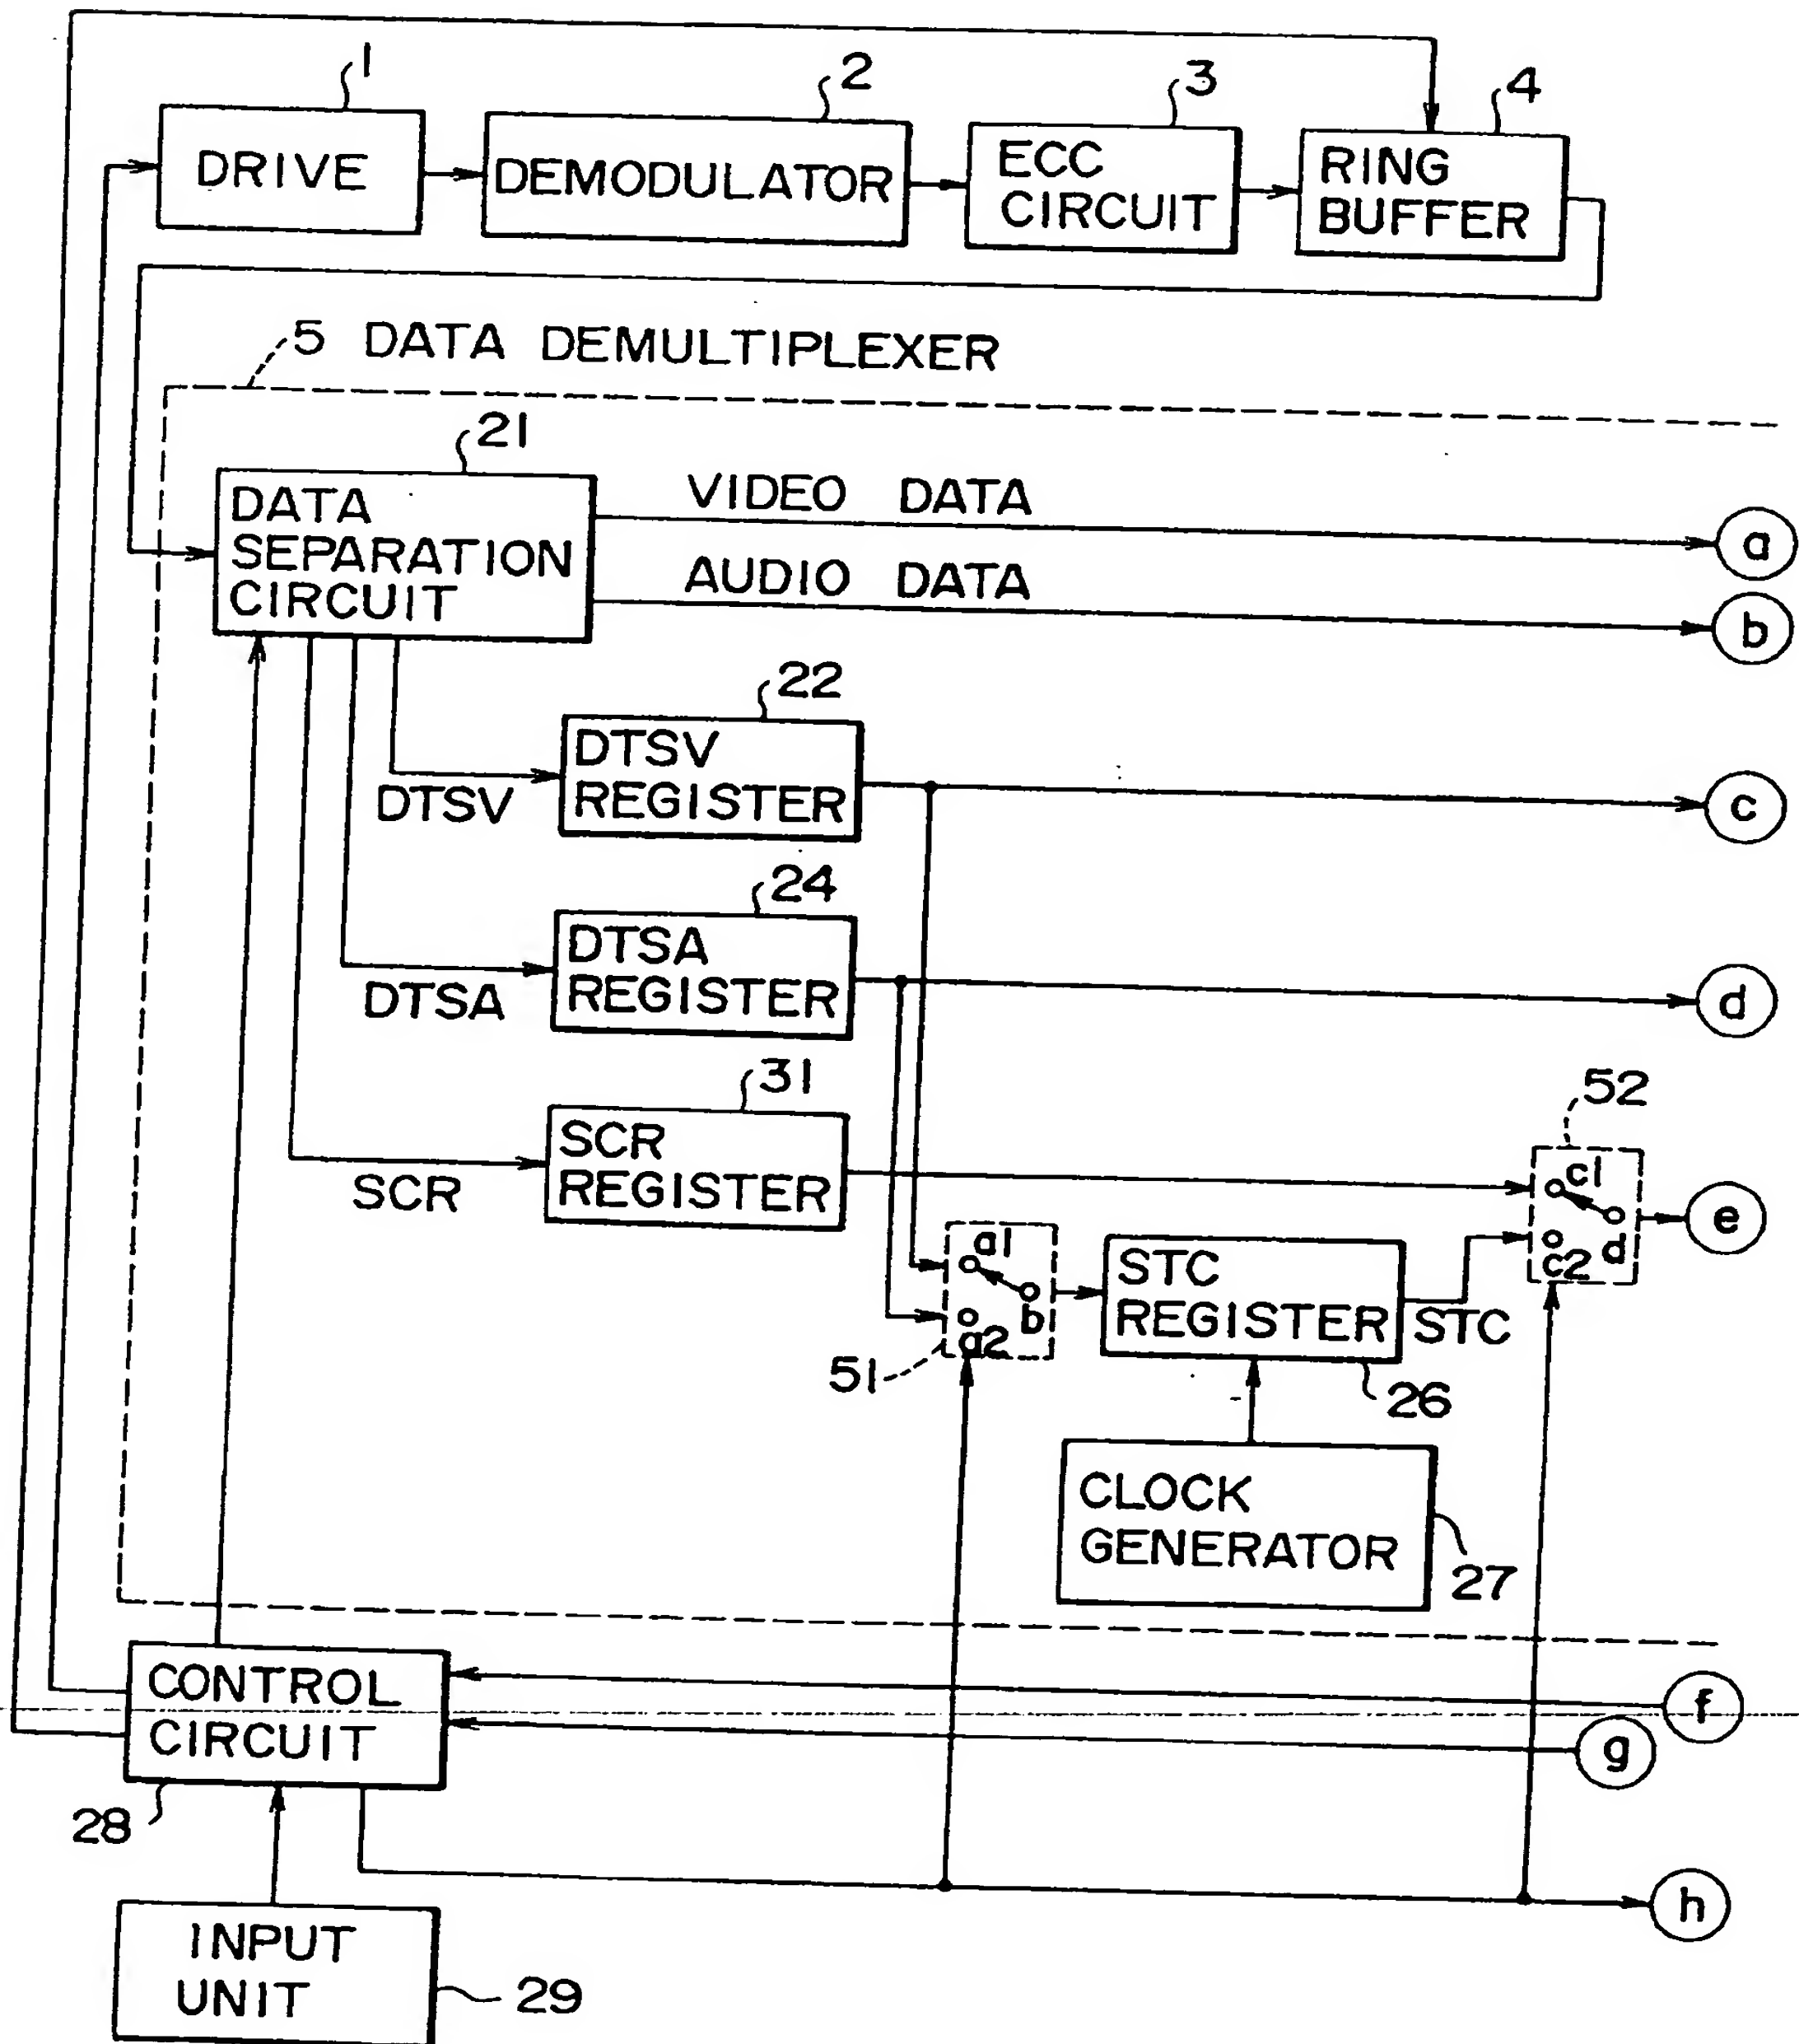 1
2
3
4
DRIVE
DEMODULATOR
ECC
CIRCUIT
RING
BUFFER
5 DATA DEMULTIPLEXER
21
DATA
SEPARATION
CIRCUIT
VIDEO DATA
a
AUDIO DATA
b
22
DTSV
REGISTER
DTSV
c
24
DTSA
REGISTER
DTSA
d
31
SCR
REGISTER
SCR
52
c1
c2
d
e
a1
a2
b
51
STC
REGISTER
STC
26
CLOCK
GENERATOR
27
CONTROL
CIRCUIT
28
f
g
h
INPUT
UNIT
29